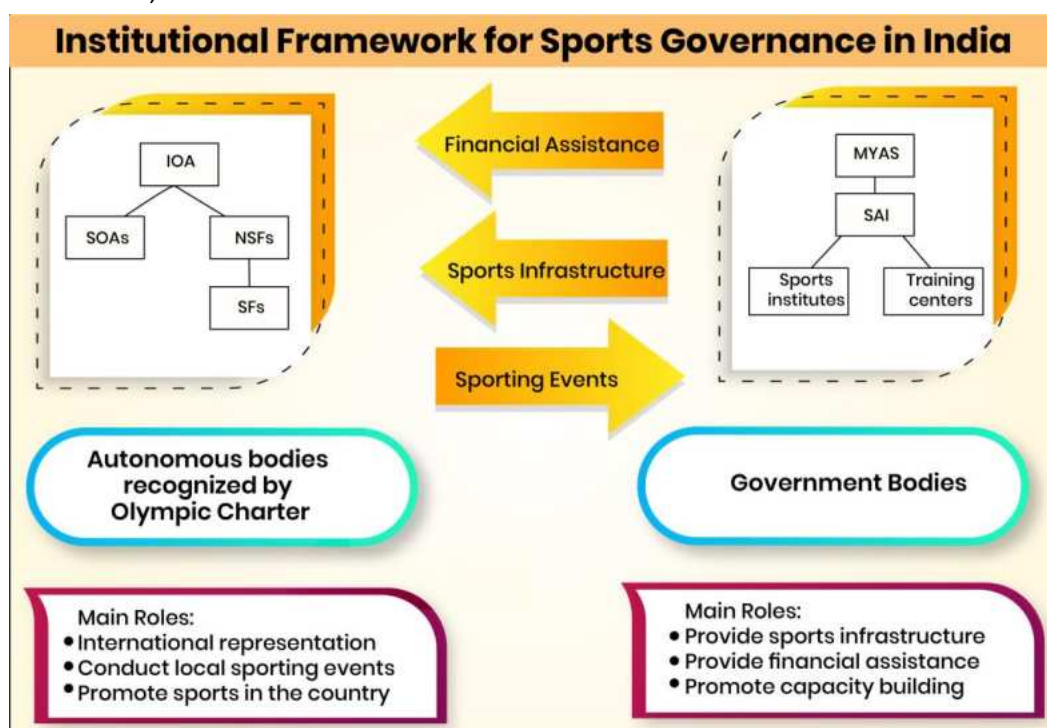 Institutional Framework for Sports Governance in India
IOA
SOAs
NSFs
SFs
Financial Assistance
Sports Infrastructure
Sporting Events
MYAS
SAI
Sports
institutes
Training
centers
Autonomous bodies
recognized by
Olympic Charter
Government Bodies
Main Roles:
● International representation
● Conduct local sporting events
● Promote sports in the country
Main Roles:
● Provide sports infrastructure
● Provide financial assistance
● Promote capacity building